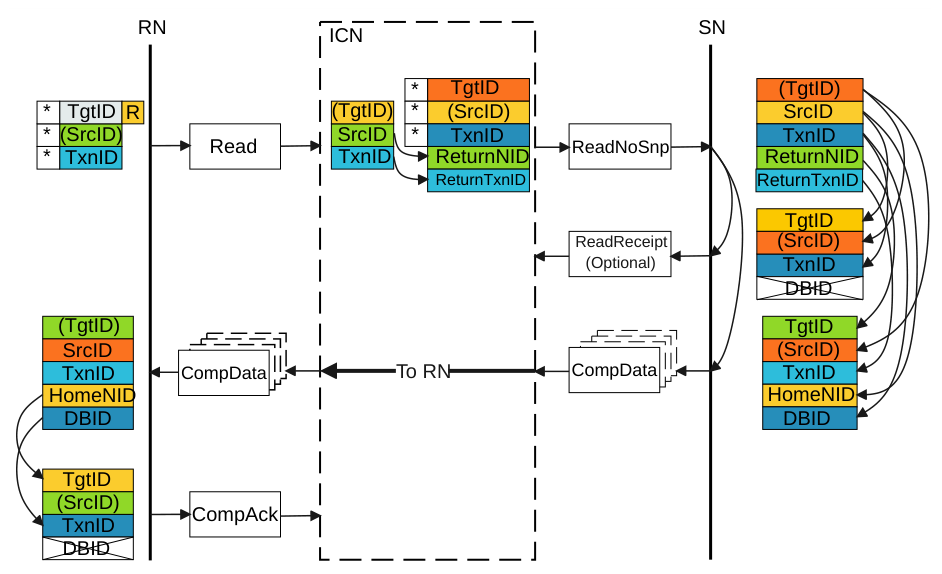 RN
ICN
SN
* TgtID R
* (SrcID)
* TxnID
Read
(TgtID)
SrcID
TxnID
* TgtID
* (SrcID)
* TxnID
ReturnNID
ReturnTxnID
ReadNoSnp
(TgtID)
SrcID
TxnID
ReturnNID
ReturnTxnID
ReadReceipt
(Optional)
TgtID
(SrcID)
TxnID
DBID
(TgtID)
SrcID
TxnID
HomeNID
DBID
CompData
To RN
CompData
TgtID
(SrcID)
TxnID
HomeNID
DBID
TgtID
(SrcID)
TxnID
DBID
CompAck